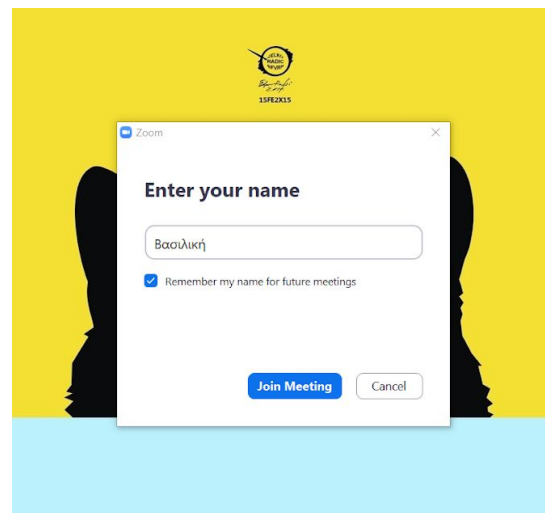 15FE2X15
Zoom
Enter your name
Βασιλική
Remember my name for future meetings
Join Meeting
Cancel